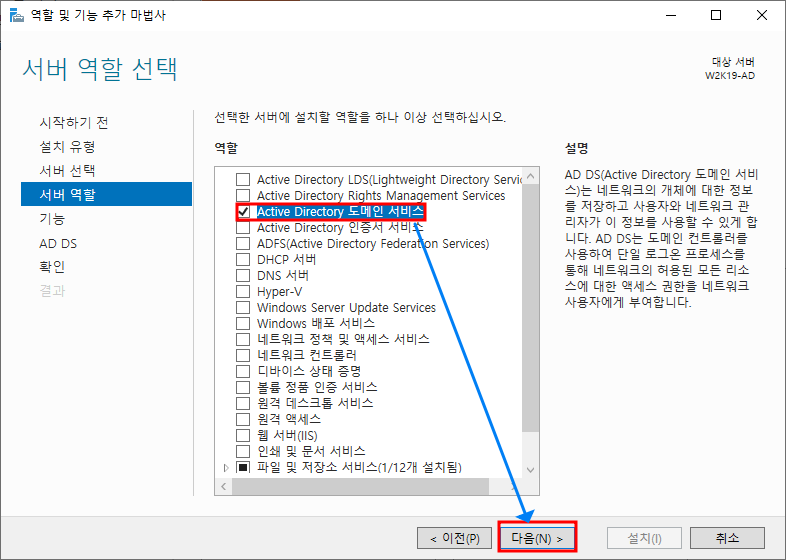 역할 및 기능 추가 마법사
서버 역할 선택
대상 서버
W2K19-AD
시작하기 전
설치 유형
서버 선택
서버 역할
기능
AD DS
확인
결과
선택한 서버에 설치할 역할을 하나 이상 선택하십시오.
역할
Active Directory LDS(Lightweight Directory Servic
Active Directory Rights Management Services
Active Directory 도메인 서비스
Active Directory 인증서 서비스
ADFS(Active Directory Federation Services)
DHCP 서버
DNS 서버
Hyper-V
Windows Server Update Services
Windows 배포 서비스
네트워크 정책 및 액세스 서비스
네트워크 컨트롤러
디바이스 상태 증명
볼륨 정품 인증 서비스
원격 데스크톱 서비스
원격 액세스
웹 서버(IIS)
인쇄 및 문서 서비스
파일 및 저장소 서비스(1/12개 설치됨)
설명
AD DS(Active Directory 도메인 서비
스)는 네트워크의 개체에 대한 정보
를 저장하고 사용자와 네트워크 관
리자가 이 정보를 사용할 수 있게 합
니다. AD DS는 도메인 컨트롤러를
사용하여 단일 로그온 프로세스를
통해 네트워크의 허용된 모든 리소
스에 대한 액세스 권한을 네트워크
사용자에게 부여합니다.
< 이전(P)
다음(N) >
설치(I)
취소